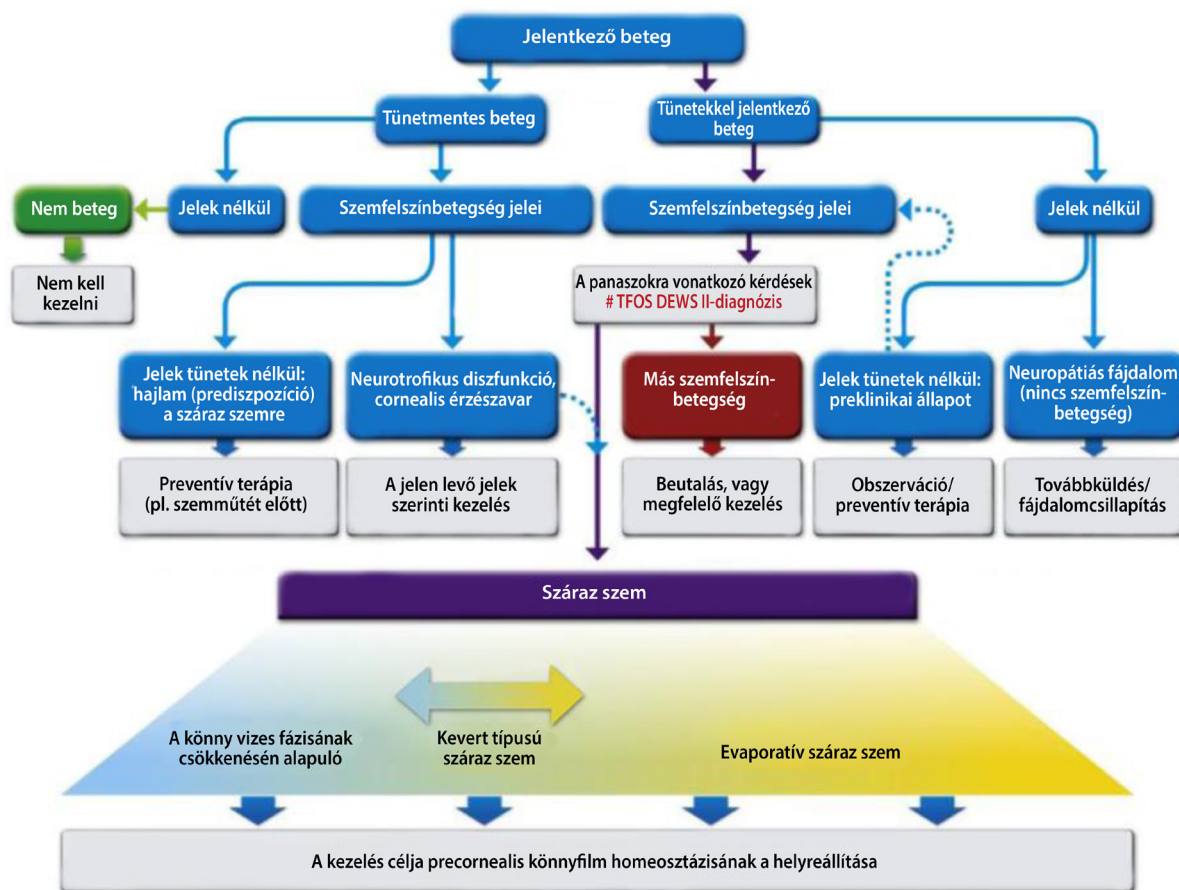 Jelentkező beteg
Tünetmentes beteg
Tünetekkel jelentkező
beteg
Nem beteg
Jelek nélkül
Szemfelszínbetegség jelei
Szemfelszínbetegség jelei
Jelek nélkül
Nem kell
kezelni
A panaszokra vonatkozó kérdések
# TFOS DEWS II-diagnózis
Jelek tünetek nélkül:
hajlam (prediszpozíció)
a száraz szemre
Neurotrofikus diszfunkció,
cornealis érzészavar
Más szemfelszín-
betegség
Jelek tünetek nélkül:
preklinikai állapot
Neuropátiás fájdalom
(nincs szemfelszín-
betegség)
Preventív terápia
(pl. szemműtét előtt)
A jelen levő jelek
szerinti kezelés
Beutalás, vagy
megfelelő kezelés
Obszerváció/
preventív terápia
Továbbküldés/
fájdalomcsillapítás
Száraz szem
A könny vizes fázisának
csökkenésén alapuló
Kevert típusú
száraz szem
Evaporatív száraz szem
A kezelés célja precornealis könnyfilm homeosztázisának a helyreállítása